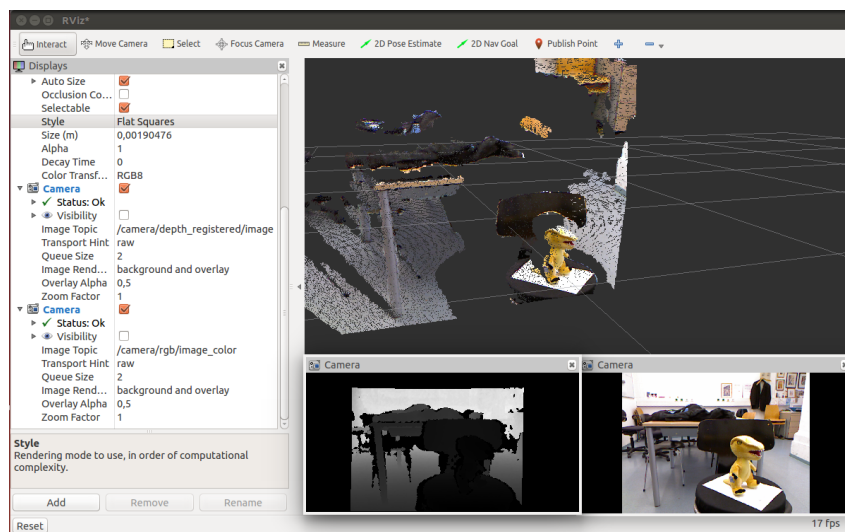 RViz*
Interact Move Camera Select Focus Camera Measure 2D Pose Estimate 2D Nav Goal Publish Point
Displays
Auto Size
Occlusion Co...
Selectable
Style Flat Squares
Size (m) 0,00190476
Alpha 1
Decay Time 0
Color Transf... RGB8
Camera
Status: Ok
Visibility
Image Topic /camera/depth_registered/image
Transport Hint raw
Queue Size 2
Image Rend... background and overlay
Overlay Alpha 0,5
Zoom Factor 1
Camera
Status: Ok
Visibility
Image Topic /camera/rgb/image_color
Transport Hint raw
Queue Size 2
Image Rend... background and overlay
Overlay Alpha 0,5
Zoom Factor 1
Camera Camera
Style
Rendering mode to use, in order of computational
complexity.
Add Remove Rename
Reset 17 fps